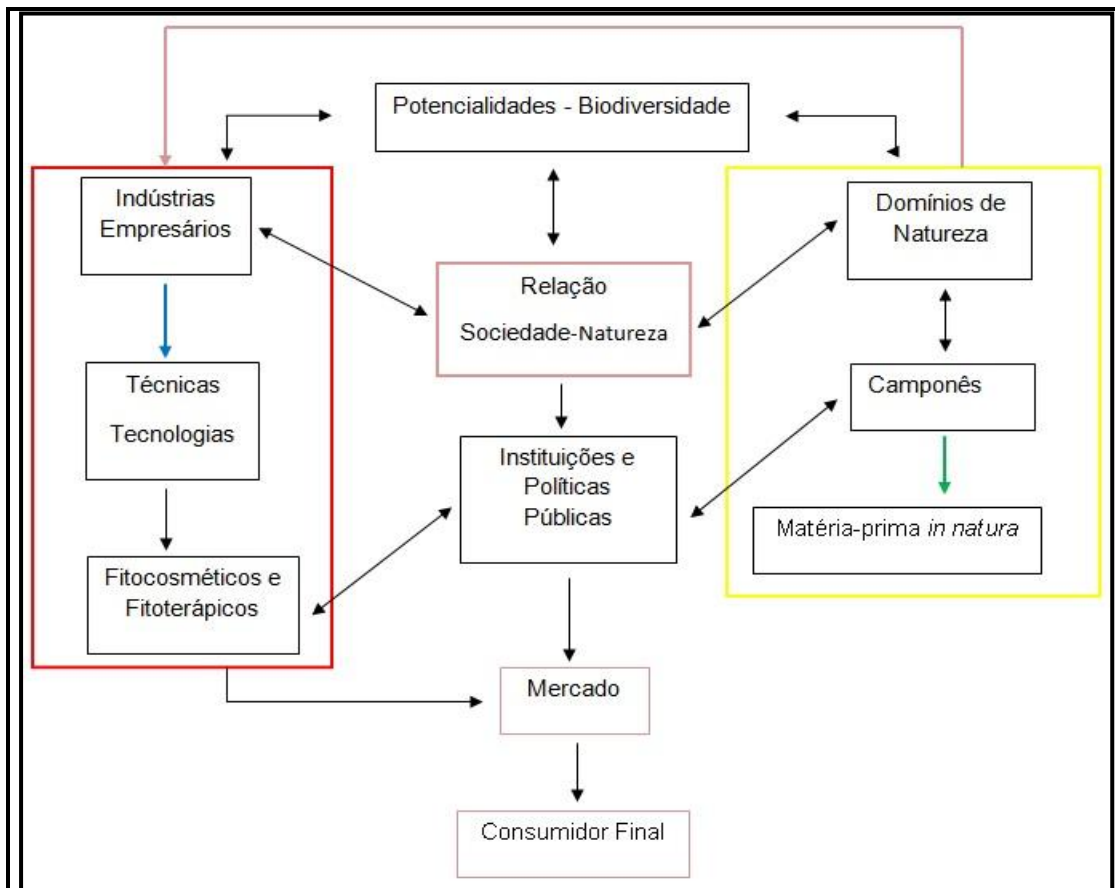 Potencialidades - Biodiversidade
Indústrias
Empresários
Domínios de
Natureza
Relação
Sociedade-Natureza
Técnicas
Tecnologias
Camponês
Instituições e
Políticas
Públicas
Matéria-prima in natura
Fitocosméticos e
Fitoterápicos
Mercado
Consumidor Final